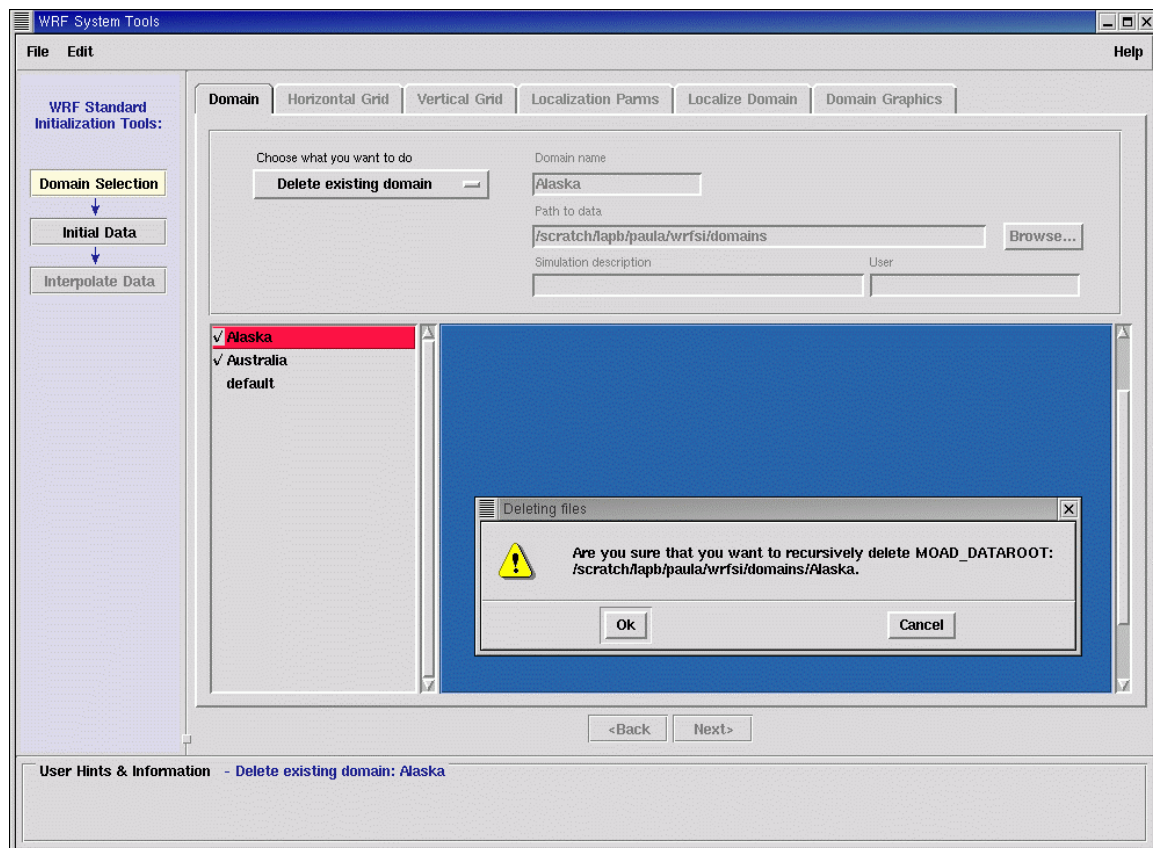 WRF System Tools
File Edit Help
WRF Standard
Initialization Tools:
Domain Selection
Initial Data
Interpolate Data
Domain Horizontal Grid Vertical Grid Localization Parms Localize Domain Domain Graphics
Choose what you want to do
Delete existing domain
Domain name
Alaska
Path to data
/scratch/lapb/paula/wrfsi/domains
Browse...
Simulation description User
√ Alaska
√ Australia
default
Deleting files
Are you sure that you want to recursively delete MOAD_DATAROOT:
/scratch/lapb/paula/wrfsi/domains/Alaska.
Ok Cancel
<Back Next>
User Hints & Information - Delete existing domain: Alaska